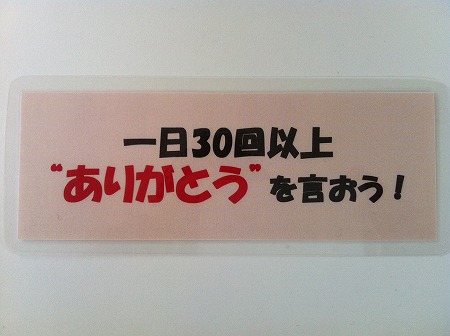 一日30回以上
“ありがとう”を言おう！